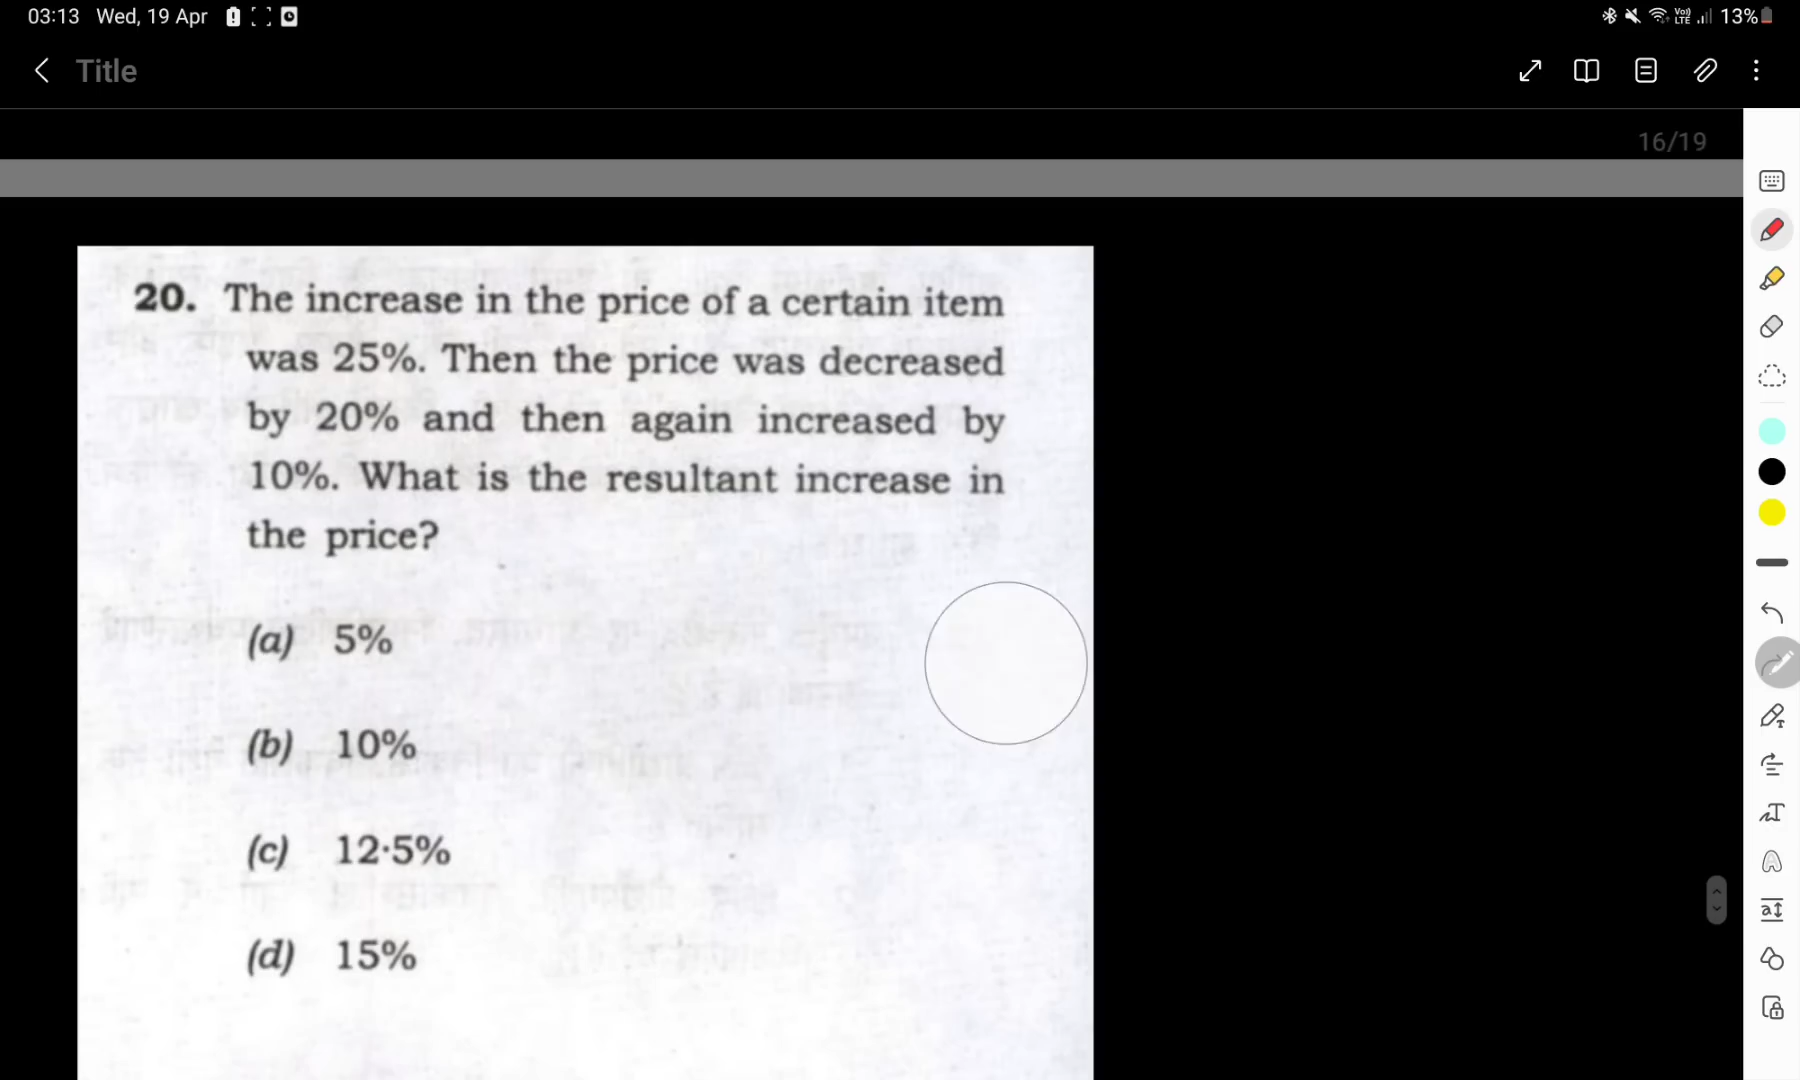 03:13 Wed, 19 Apr
Vo)) LTE 13%
Title
16/19
20. The increase in the price of a certain item
was 25%. Then the price was decreased
by 20% and then again increased by
10%. What is the resultant increase in
the price?
(a) 5%
(b) 10%
(c) 12·5%
(d) 15%